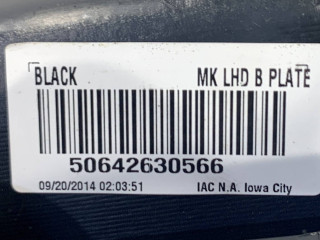 BLACK MK LHD B PLATE
50642630566
09/20/2014 02:03:51 IAC N.A. Iowa City